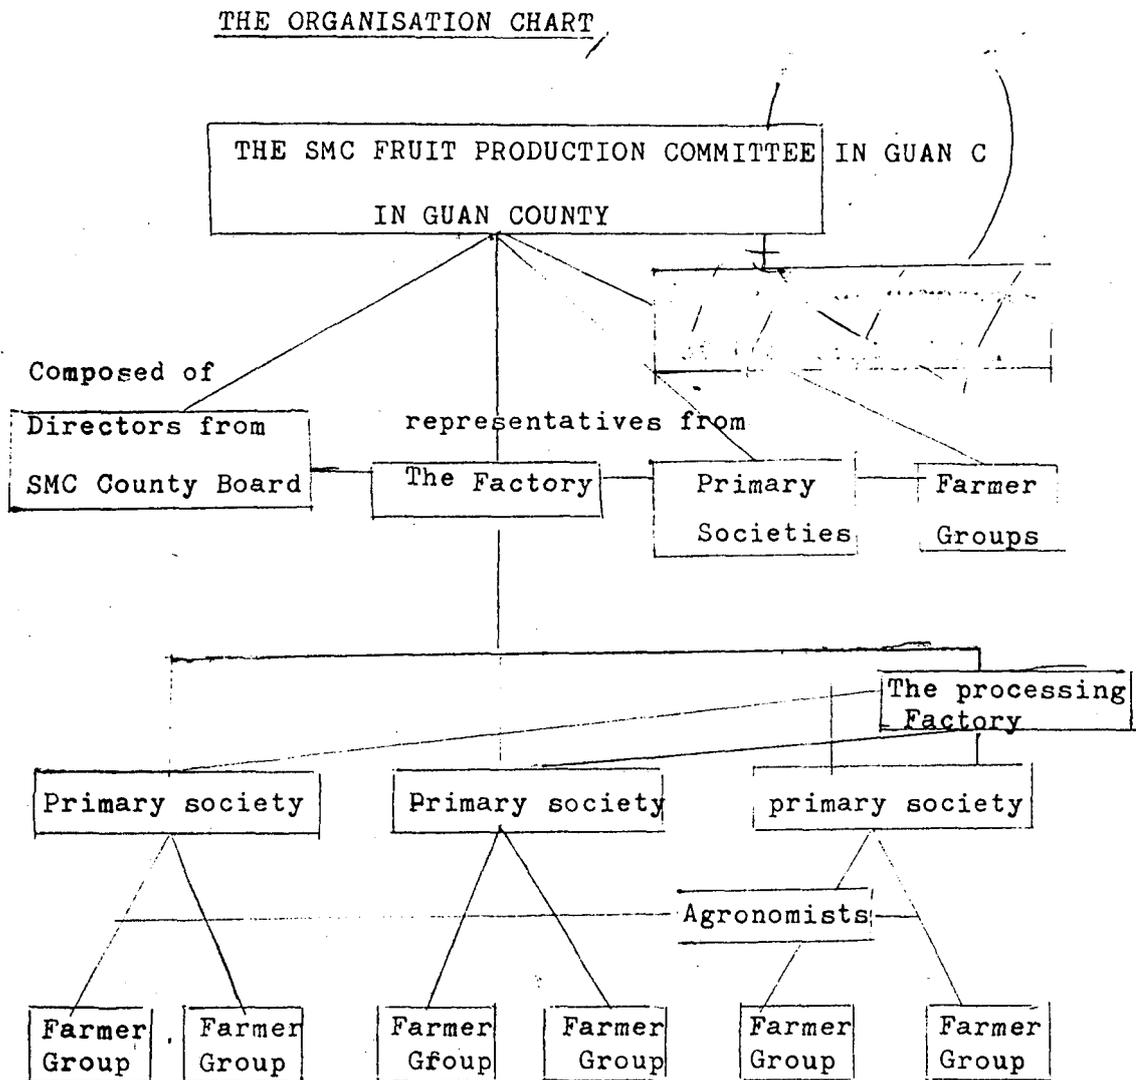 THE ORGANISATION CHART
THE SMC FRUIT PRODUCTION COMMITTEE IN GUAN C
IN GUAN COUNTY
Composed of
Directors from
SMC County Board
representatives from
The Factory
Primary
Societies
Farmer
Groups
The processing
Factory
Primary society
Primary society
primary society
Agronomists
Farmer
Group
Farmer
Group
Farmer
Gfoup
Farmer
Group
Farmer
Group
Farmer
Group